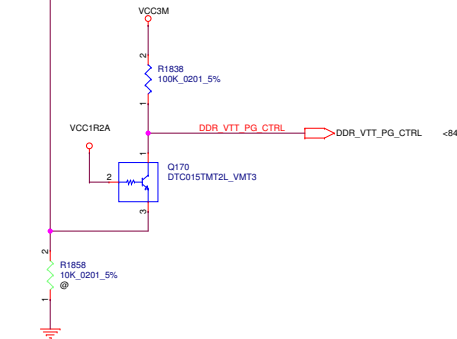 VCC3M
2
R1838
100K_0201_5%
1
VCC1R2A
DDR_VTT_PG_CTRL
DDR_VTT_PG_CTRL
<84
1
Q170
DTC015TMT2L_VMT3
2
3
2
R1858
10K_0201_5%
@
1